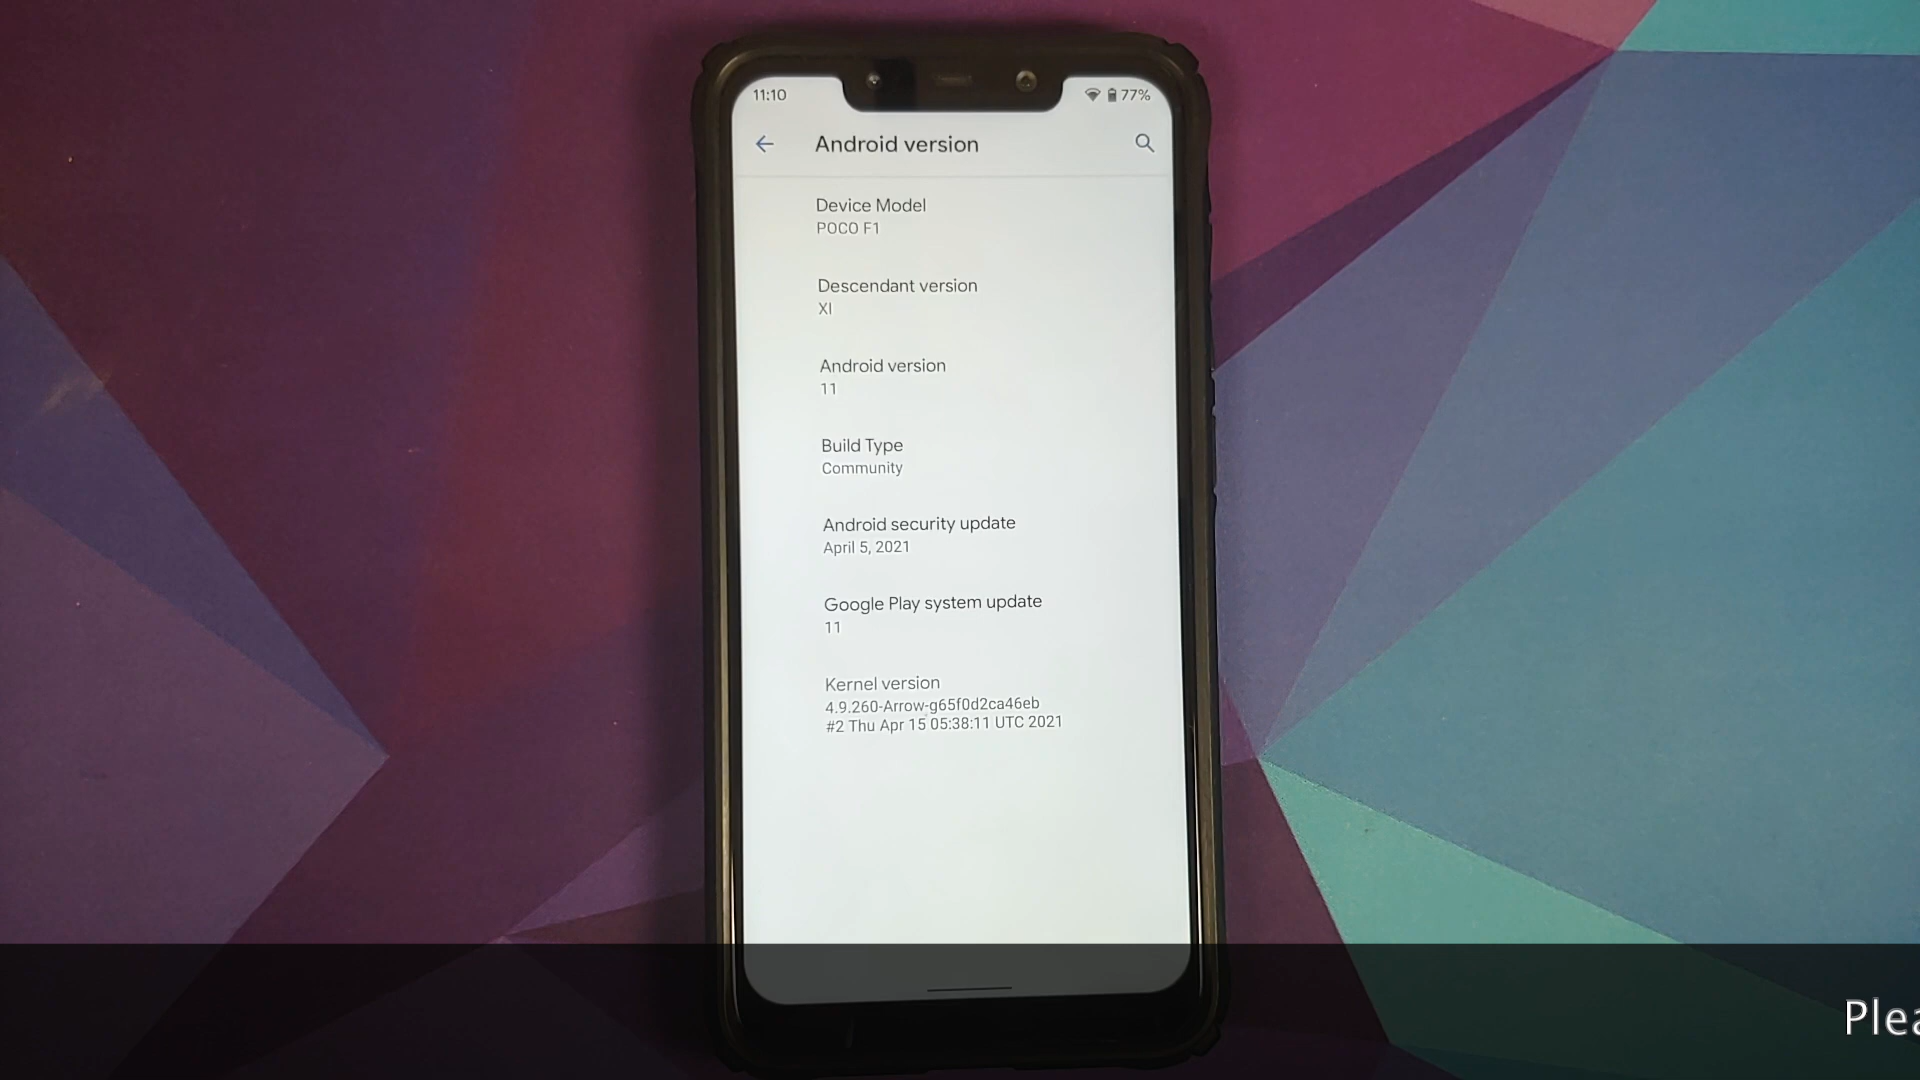 11:10
77%
Android version
Device Model
POCO F1
Descendant version
XI
Android version
11
Build Type
Community
Android security update
April 5, 2021
Google Play system update
11
Kernel version
4.9.260-Arrow-g65f0d2ca46eb
#2 Thu Apr 15 05:38:11 UTC 2021